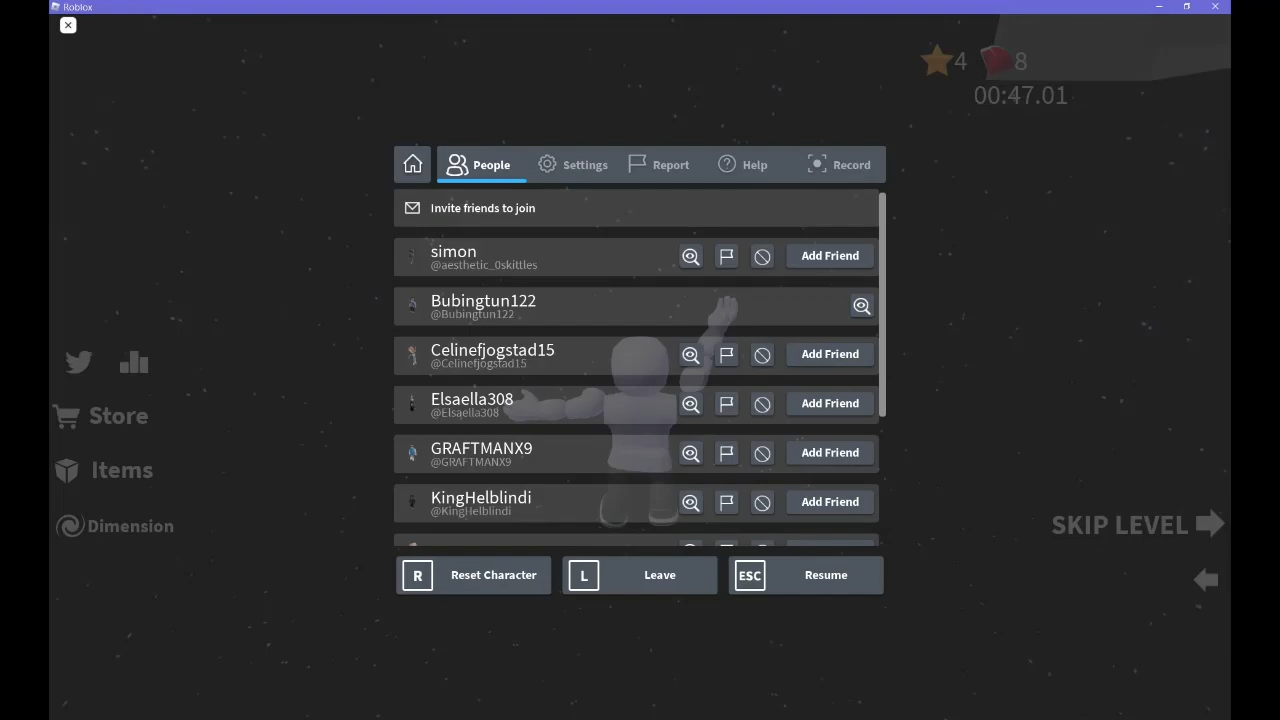 Roblox
4 8
00:47.01
People Settings Report Help Record
Invite friends to join
simon
@aesthetic_0skittles
Add Friend
Bubingtun122
@Bubingtun122
Celinefjogstad15
@Celinefjogstad15
Add Friend
Elsaella308
@Elsaella308
Add Friend
GRAFTMANX9
@GRAFTMANX9
Add Friend
KingHelblindi
@KingHelblindi
Add Friend
Store
Items
Dimension
SKIP LEVEL
R Reset Character
L Leave
ESC Resume